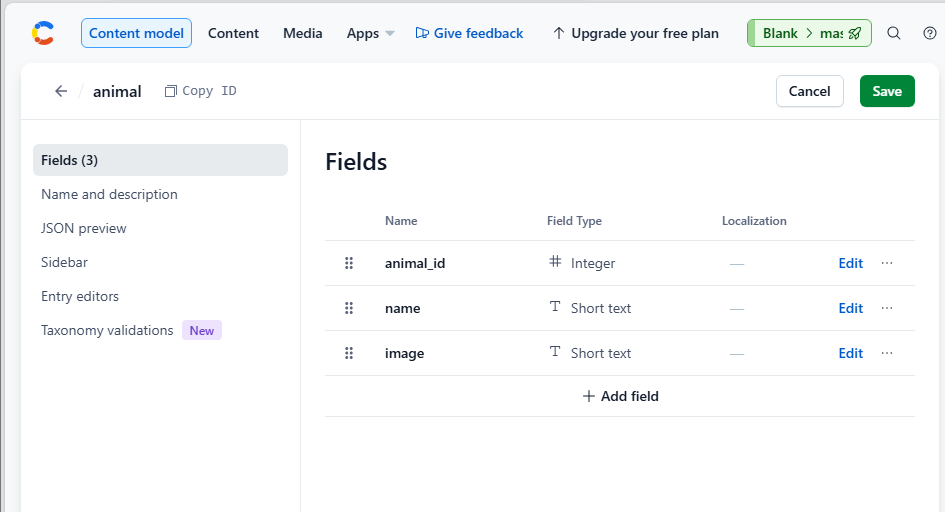 Content model Content Media Apps Give feedback Upgrade your free plan Blank > mas
animal Copy ID Cancel Save
Fields (3)
Name and description
JSON preview
Sidebar
Entry editors
Taxonomy validations New
Fields
Name Field Type Localization
animal_id Integer — Edit ...
name Short text — Edit ...
image Short text — Edit ...
+ Add field